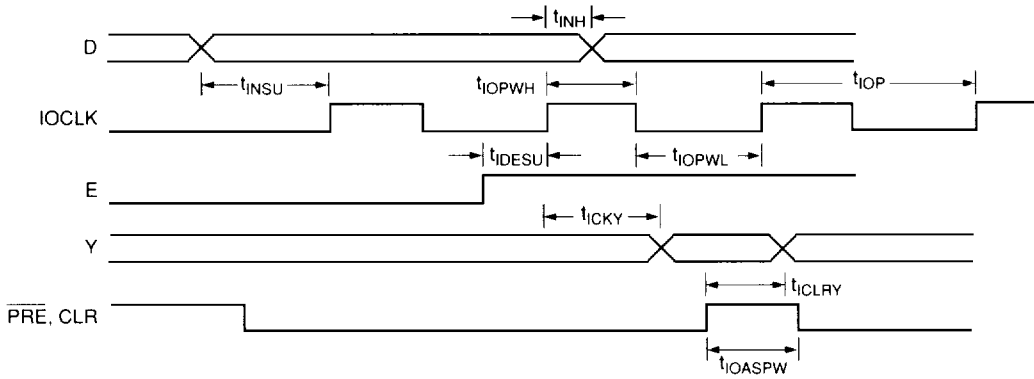 tINH
D
tINSU
tIOPWH
tIOP
IOCLK
tIDESU
tIOPWL
E
tICKY
Y
tICLRY
PRE, CLR
tIOASPW